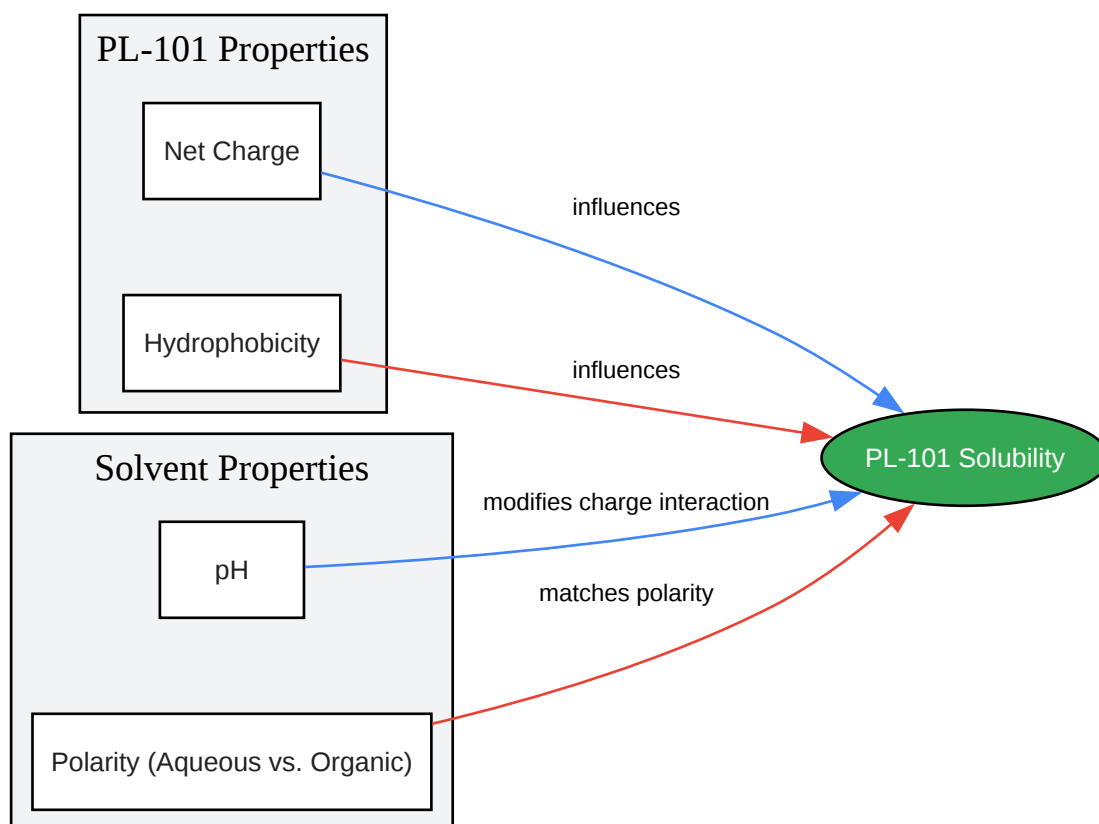 PL-101 Properties
Net Charge
influences
Hydrophobicity
influences
PL-101 Solubility
Solvent Properties
modifies charge interaction
pH
matches polarity
Polarity (Aqueous vs. Organic)